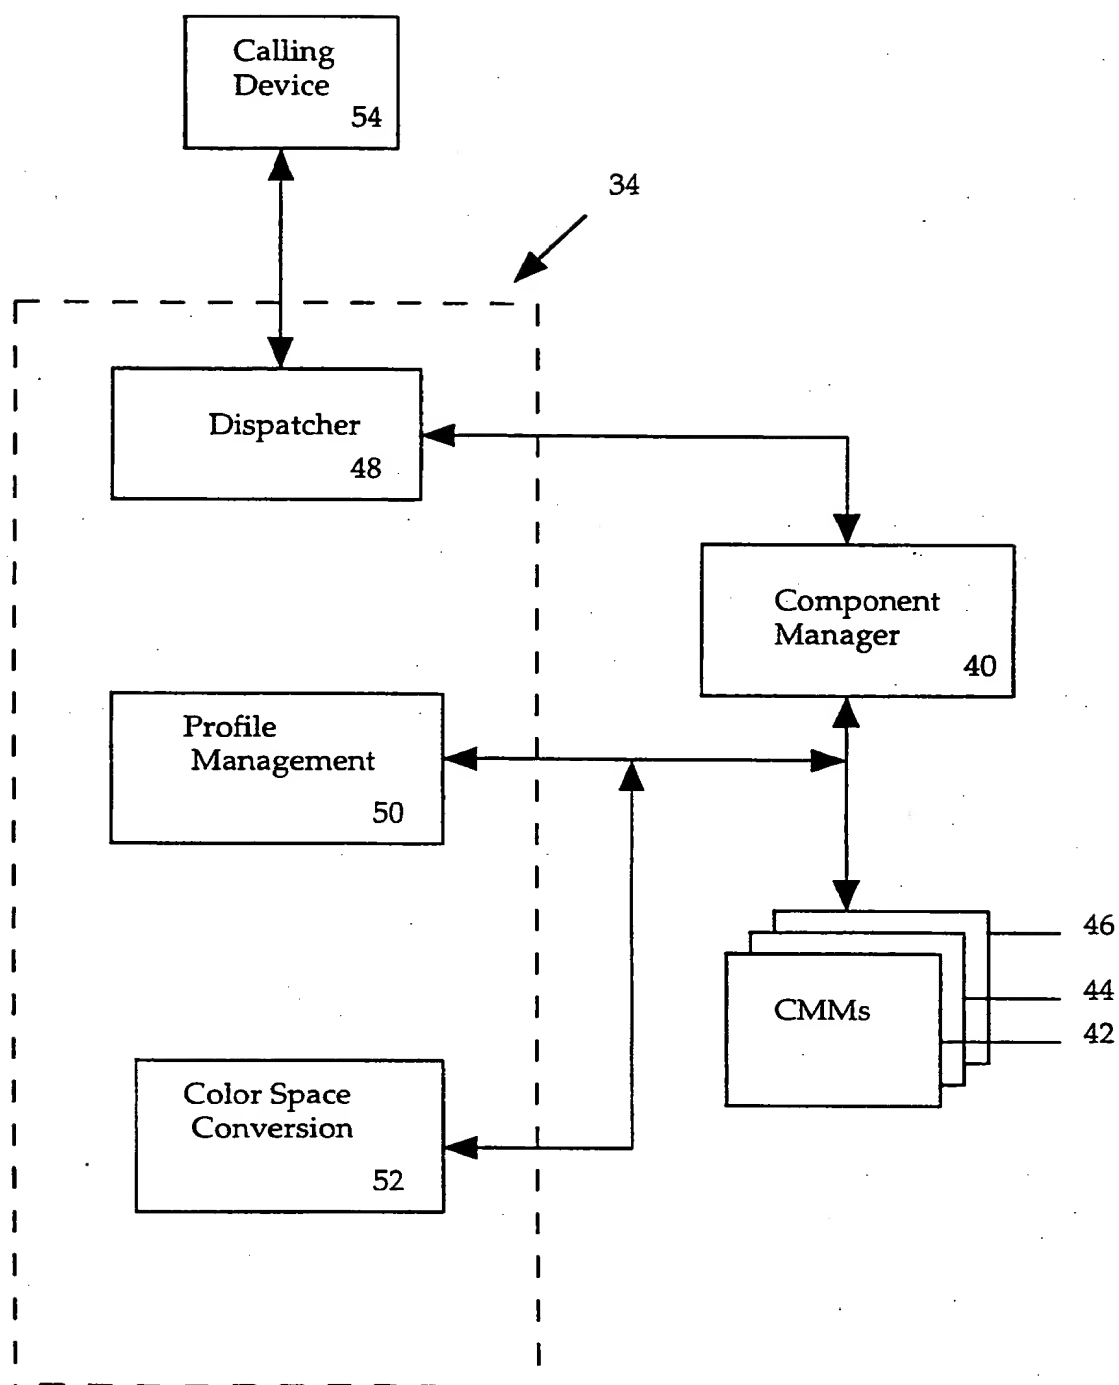 Calling
Device
54
34
Dispatcher
48
Component
Manager
40
Profile
Management
50
46
44
CMMs
42
Color Space
Conversion
52